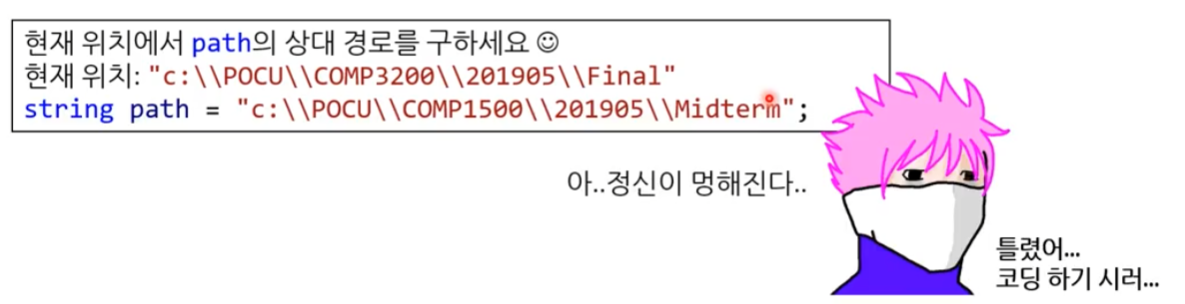 현재 위치에서 path의 상대 경로를 구하세요 ☺
현재 위치: "c:\\POCU\\COMP3200\\201905\\Final"
string path = "c:\\POCU\\COMP1500\\201905\\Midterm";
아..정신이 멍해진다..
틀렸어...
코딩 하기 시러...